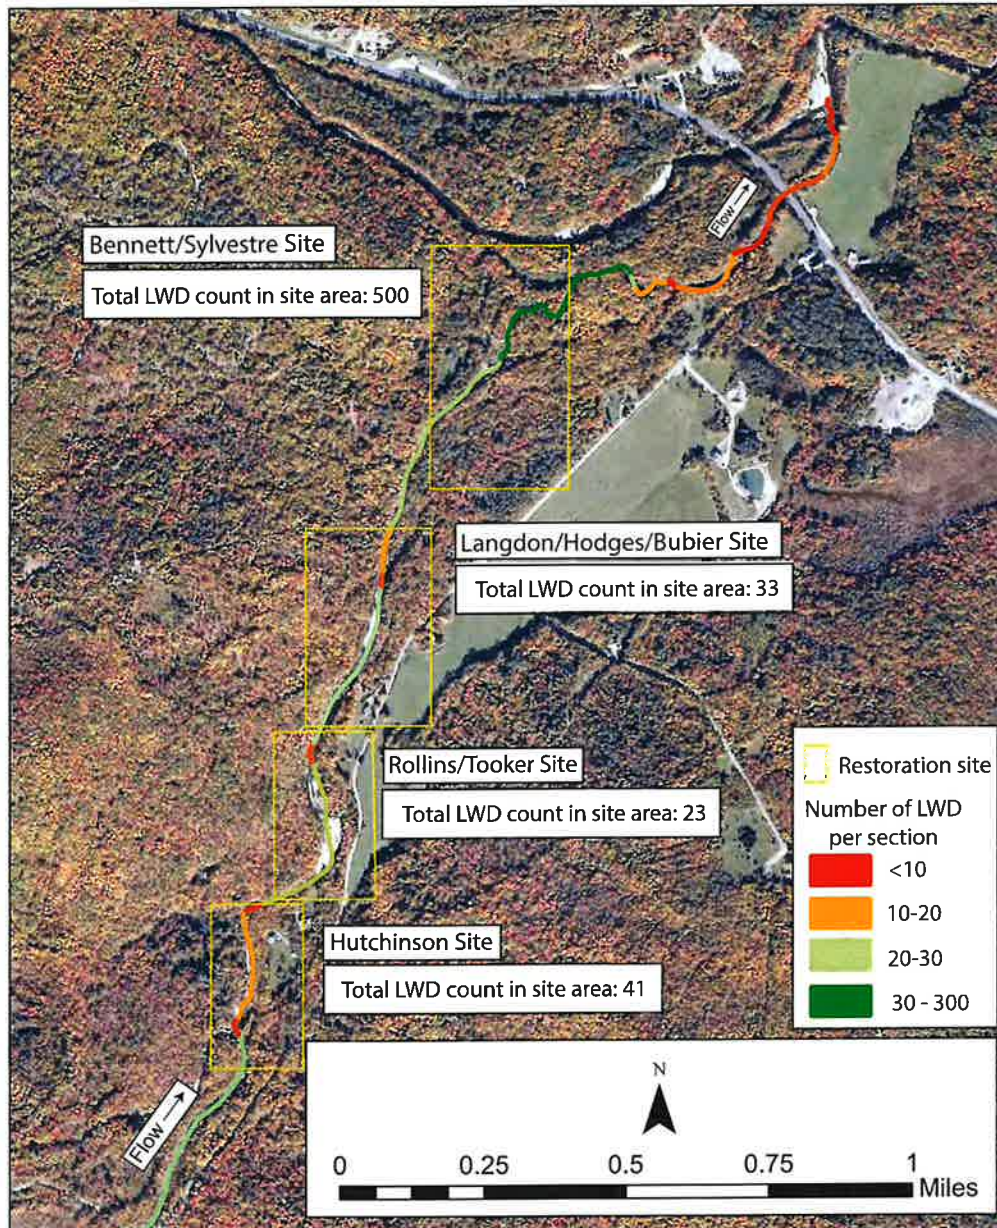 Flow →
Bennett/Sylvestre Site
Total LWD count in site area: 500
Langdon/Hodges/Bubier Site
Total LWD count in site area: 33
Rollins/Tooker Site
Total LWD count in site area: 23
Hutchinson Site
Total LWD count in site area: 41
Flow →
Restoration site
Number of LWD
per section
<10
10-20
20-30
30 - 300
N
0 0.25 0.5 0.75 1
Miles